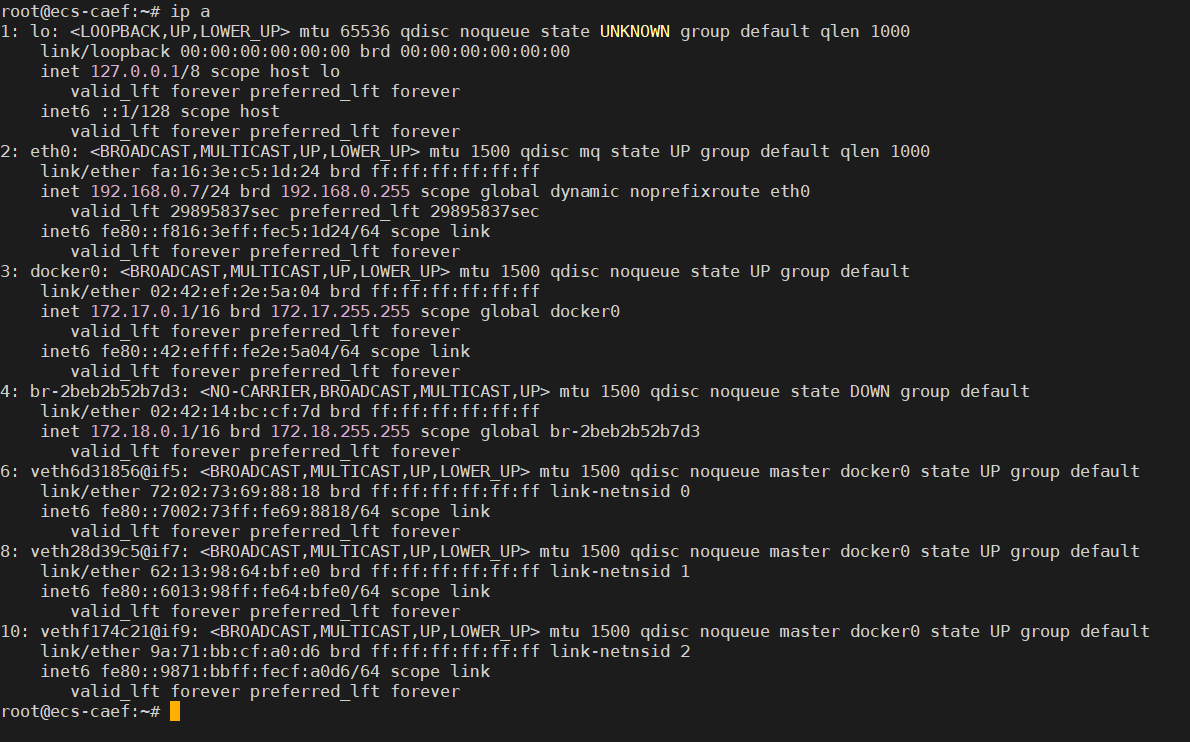 root@ecs-caef:~# ip a
1: lo: <LOOPBACK,UP,LOWER_UP> mtu 65536 qdisc noqueue state UNKNOWN group default qlen 1000
    link/loopback 00:00:00:00:00:00 brd 00:00:00:00:00:00
    inet 127.0.0.1/8 scope host lo
       valid_lft forever preferred_lft forever
    inet6 ::1/128 scope host
       valid_lft forever preferred_lft forever
2: eth0: <BROADCAST,MULTICAST,UP,LOWER_UP> mtu 1500 qdisc mq state UP group default qlen 1000
    link/ether fa:16:3e:c5:1d:24 brd ff:ff:ff:ff:ff:ff
    inet 192.168.0.7/24 brd 192.168.0.255 scope global dynamic noprefixroute eth0
       valid_lft 29895837sec preferred_lft 29895837sec
    inet6 fe80::f816:3eff:fec5:1d24/64 scope link
       valid_lft forever preferred_lft forever
3: docker0: <BROADCAST,MULTICAST,UP,LOWER_UP> mtu 1500 qdisc noqueue state UP group default
    link/ether 02:42:ef:2e:5a:04 brd ff:ff:ff:ff:ff:ff
    inet 172.17.0.1/16 brd 172.17.255.255 scope global docker0
       valid_lft forever preferred_lft forever
    inet6 fe80::42:efff:fe2e:5a04/64 scope link
       valid_lft forever preferred_lft forever
4: br-2beb2b52b7d3: <NO-CARRIER,BROADCAST,MULTICAST,UP> mtu 1500 qdisc noqueue state DOWN group default
    link/ether 02:42:14:bc:cf:7d brd ff:ff:ff:ff:ff:ff
    inet 172.18.0.1/16 brd 172.18.255.255 scope global br-2beb2b52b7d3
       valid_lft forever preferred_lft forever
6: veth6d31856@if5: <BROADCAST,MULTICAST,UP,LOWER_UP> mtu 1500 qdisc noqueue master docker0 state UP group default
    link/ether 72:02:73:69:88:18 brd ff:ff:ff:ff:ff:ff link-netnsid 0
    inet6 fe80::7002:73ff:fe69:8818/64 scope link
       valid_lft forever preferred_lft forever
8: veth28d39c5@if7: <BROADCAST,MULTICAST,UP,LOWER_UP> mtu 1500 qdisc noqueue master docker0 state UP group default
    link/ether 62:13:98:64:bf:e0 brd ff:ff:ff:ff:ff:ff link-netnsid 1
    inet6 fe80::6013:98ff:fe64:bfe0/64 scope link
       valid_lft forever preferred_lft forever
10: vethf174c21@if9: <BROADCAST,MULTICAST,UP,LOWER_UP> mtu 1500 qdisc noqueue master docker0 state UP group default
    link/ether 9a:71:bb:cf:a0:d6 brd ff:ff:ff:ff:ff:ff link-netnsid 2
    inet6 fe80::9871:bbff:fecf:a0d6/64 scope link
       valid_lft forever preferred_lft forever
root@ecs-caef:~#